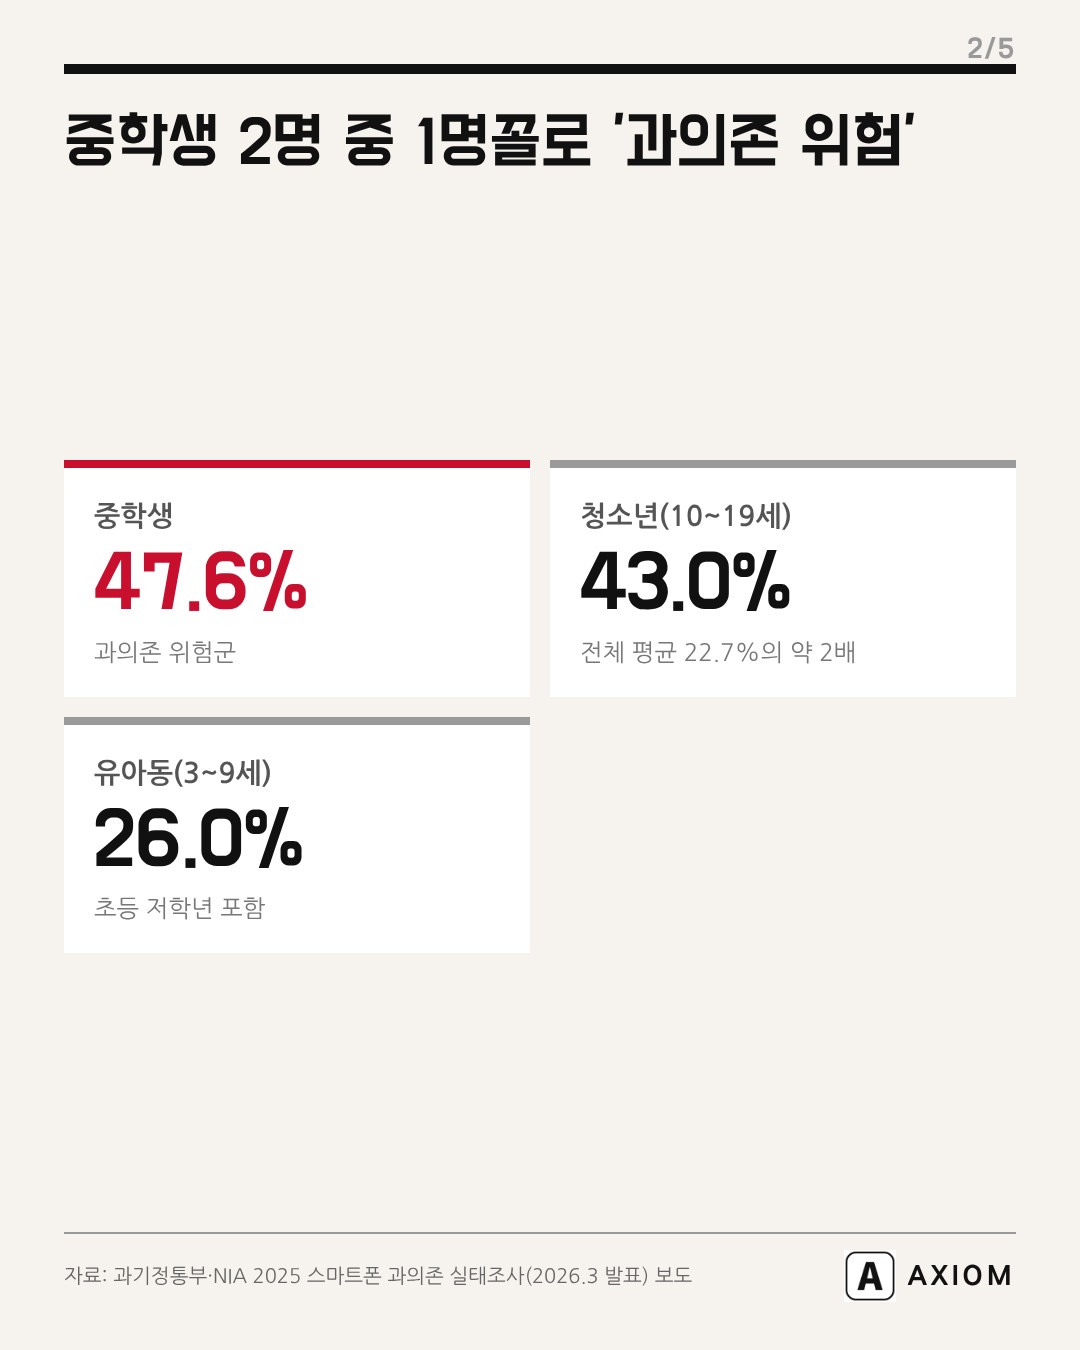 2/5
중학생 2명 중 1명꼴로 '과의존 위험'
중학생
47.6%
과의존 위험군
청소년(10~19세)
43.0%
전체 평균 22.7%의 약 2배
유아동(3~9세)
26.0%
초등 저학년 포함
자료: 과기정통부·NIA 2025 스마트폰 과의존 실태조사(2026.3 발표) 보도
A AXIOM